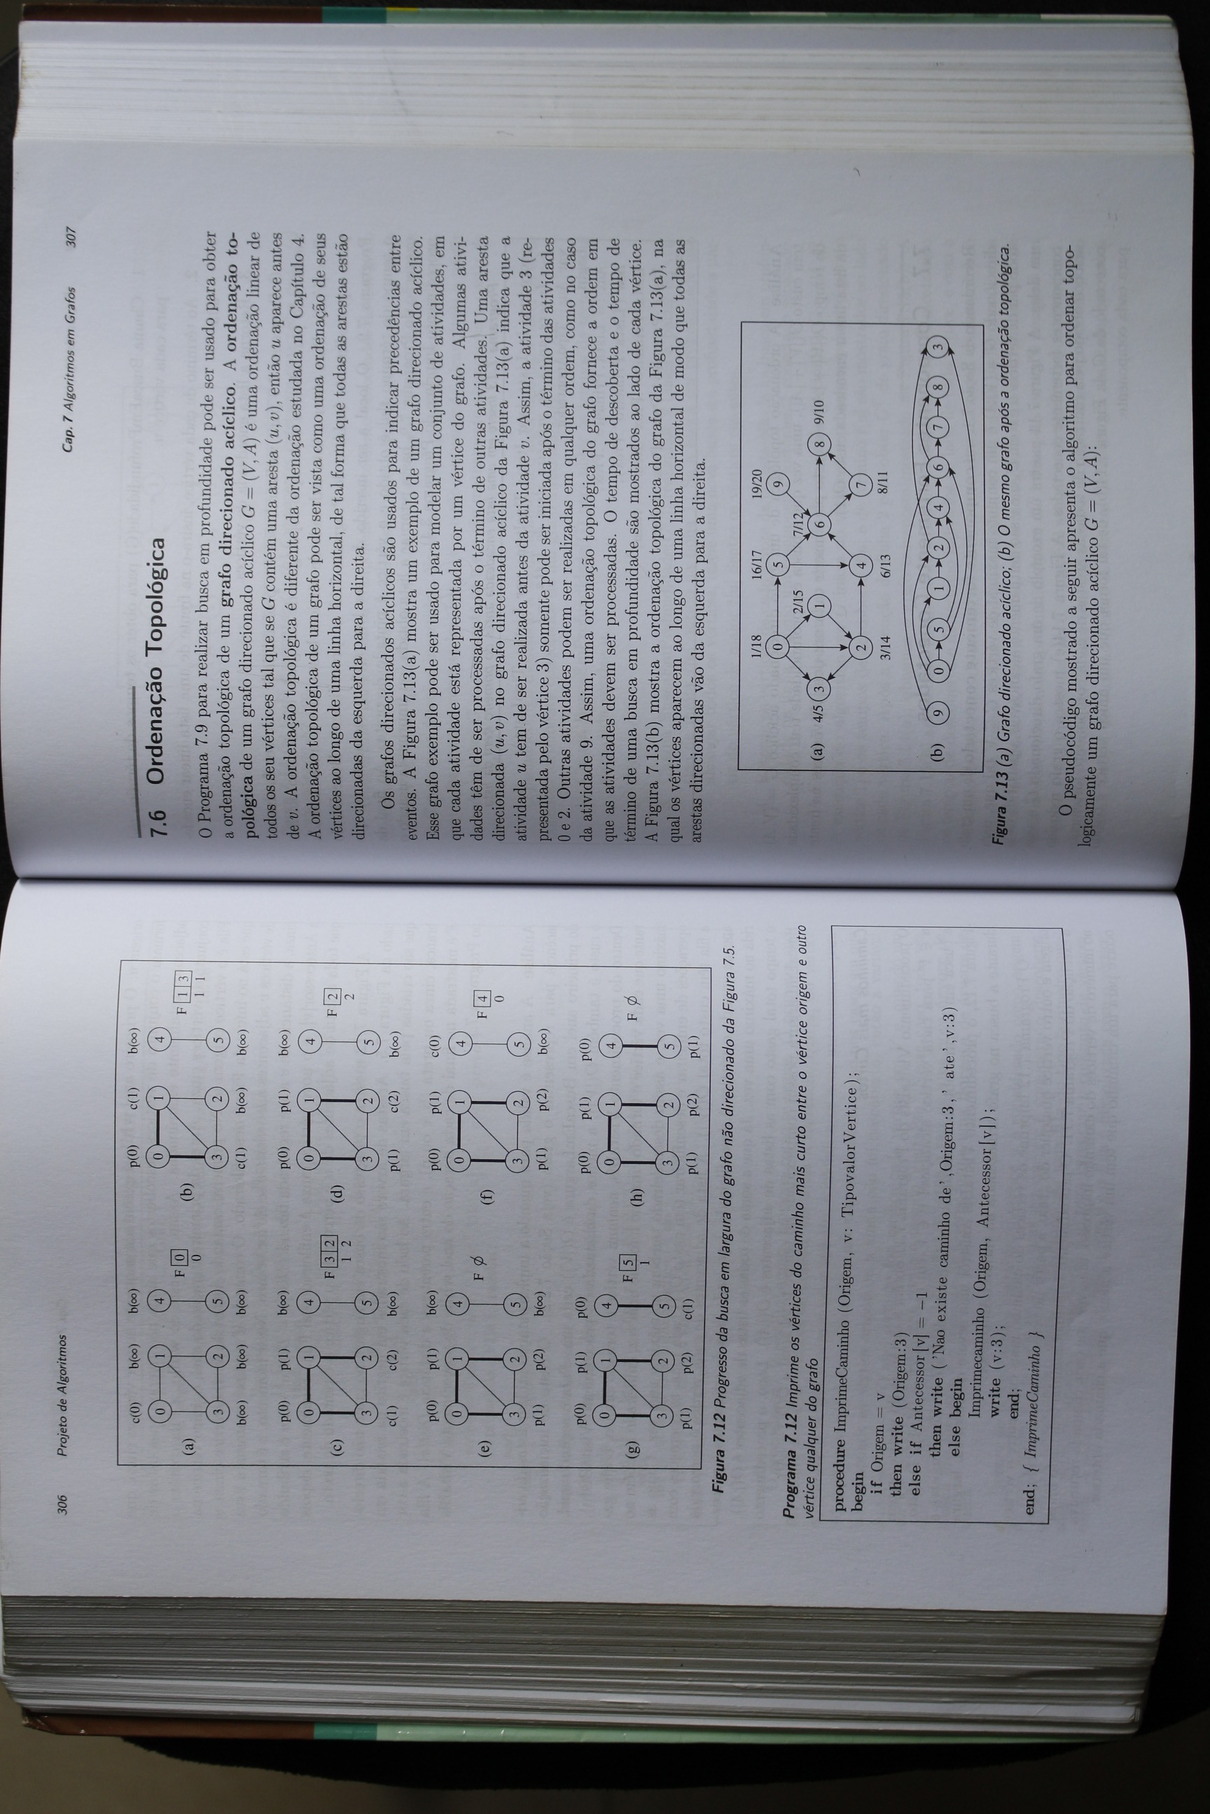 306 Projeto de Algoritmos
c(0) b(∞) b(∞)
0 1 4
(a) F 0
0
3 2 5
b(∞) b(∞) b(∞)
p(0) c(1) b(∞)
0 1 4
(b) F 1 3
1 1
3 2 5
c(1) b(∞) b(∞)
p(0) p(1) b(∞)
0 1 4
(c) F 3 2
1 2
3 2 5
c(1) c(2) b(∞)
p(0) p(1) b(∞)
0 1 4
(d) F 2
2
3 2 5
p(1) c(2) b(∞)
p(0) p(1) b(∞)
0 1 4
(e) F ∅
3 2 5
p(1) p(2) b(∞)
p(0) p(1) c(0)
0 1 4
(f) F 4
0
3 2 5
p(1) p(2) b(∞)
p(0) p(1) p(0)
0 1 4
(g) F 5
1
3 2 5
p(1) p(2) c(1)
p(0) p(1) p(0)
0 1 4
(h) F ∅
3 2 5
p(1) p(2) p(1)
Figura 7.12 Progresso da busca em largura do grafo não direcionado da Figura 7.5.
Programa 7.12 Imprime os vértices do caminho mais curto entre o vértice origem e outro
vértice qualquer do grafo
procedure ImprimeCaminho (Origem, v: TipovalorVertice);
begin
if Origem = v
then write (Origem:3)
else if Antecessor[v] = −1
then write ('Nao existe caminho de',Origem:3,' ate',v:3)
else begin
Imprimecaminho (Origem, Antecessor[v]);
write (v:3);
end;
end; { ImprimeCaminho }
Cap. 7 Algoritmos em Grafos 307
7.6 Ordenação Topológica
O Programa 7.9 para realizar busca em profundidade pode ser usado para obter
a ordenação topológica de um grafo direcionado acíclico. A ordenação to-
pológica de um grafo direcionado acíclico G = (V, A) é uma ordenação linear de
todos os seu vértices tal que se G contém uma aresta (u, v), então u aparece antes
de v. A ordenação topológica é diferente da ordenação estudada no Capítulo 4.
A ordenação topológica de um grafo pode ser vista como uma ordenação de seus
vértices ao longo de uma linha horizontal, de tal forma que todas as arestas estão
direcionadas da esquerda para a direita.
Os grafos direcionados acíclicos são usados para indicar precedências entre
eventos. A Figura 7.13(a) mostra um exemplo de um grafo direcionado acíclico.
Esse grafo exemplo pode ser usado para modelar um conjunto de atividades, em
que cada atividade está representada por um vértice do grafo. Algumas ativi-
dades têm de ser processadas após o término de outras atividades. Uma aresta
direcionada (u, v) no grafo direcionado acíclico da Figura 7.13(a) indica que a
atividade u tem de ser realizada antes da atividade v. Assim, a atividade 3 (re-
presentada pelo vértice 3) somente pode ser iniciada após o término das atividades
0 e 2. Outras atividades podem ser realizadas em qualquer ordem, como no caso
da atividade 9. Assim, uma ordenação topológica do grafo fornece a ordem em
que as atividades devem ser processadas. O tempo de descoberta e o tempo de
término de uma busca em profundidade são mostrados ao lado de cada vértice.
A Figura 7.13(b) mostra a ordenação topológica do grafo da Figura 7.13(a), na
qual os vértices aparecem ao longo de uma linha horizontal de modo que todas as
arestas direcionadas vão da esquerda para a direita.
1/18 16/17 19/20
0 5 9
2/15 7/12
(a) 4/5 3 1 6 8 9/10
2 4 7
3/14 6/13 8/11
(b) 9 0 5 1 2 4 6 7 8 3
Figura 7.13 (a) Grafo direcionado acíclico; (b) O mesmo grafo após a ordenação topológica.
O pseudocódigo mostrado a seguir apresenta o algoritmo para ordenar topo-
logicamente um grafo direcionado acíclico G = (V, A):